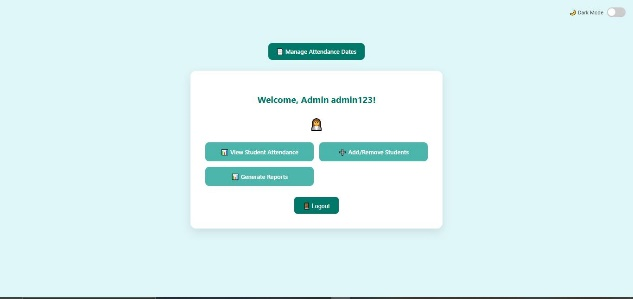 Dark Mode
Manage Attendance Dates
Welcome, Admin admin123!
View Student Attendance
Add/Remove Students
Generate Reports
Logout